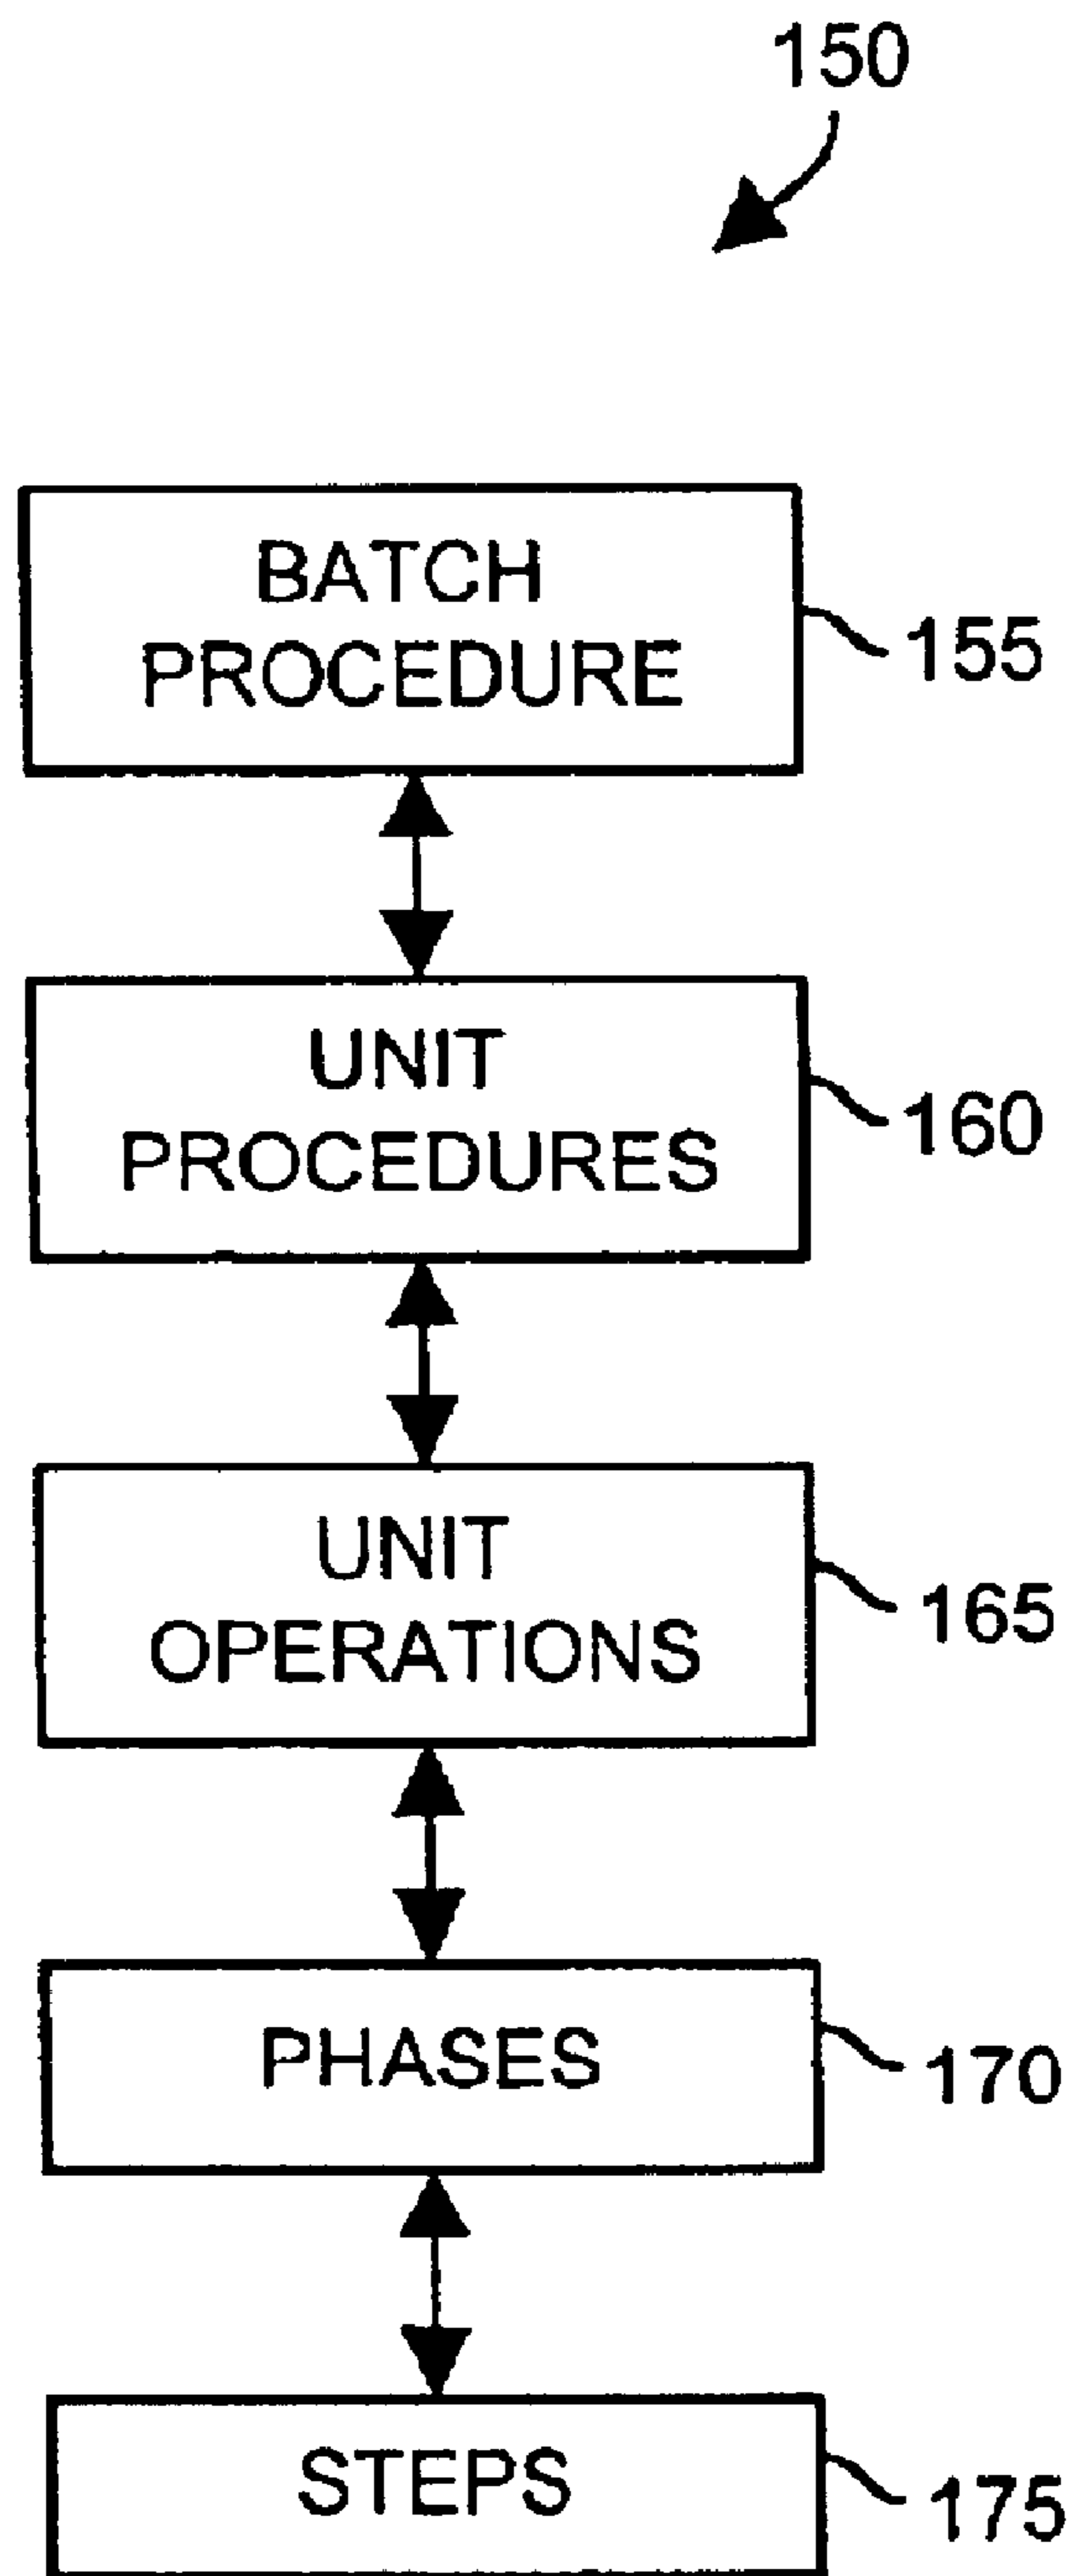 150
BATCH
PROCEDURE
155
UNIT
PROCEDURES
160
UNIT
OPERATIONS
165
PHASES
170
STEPS
175